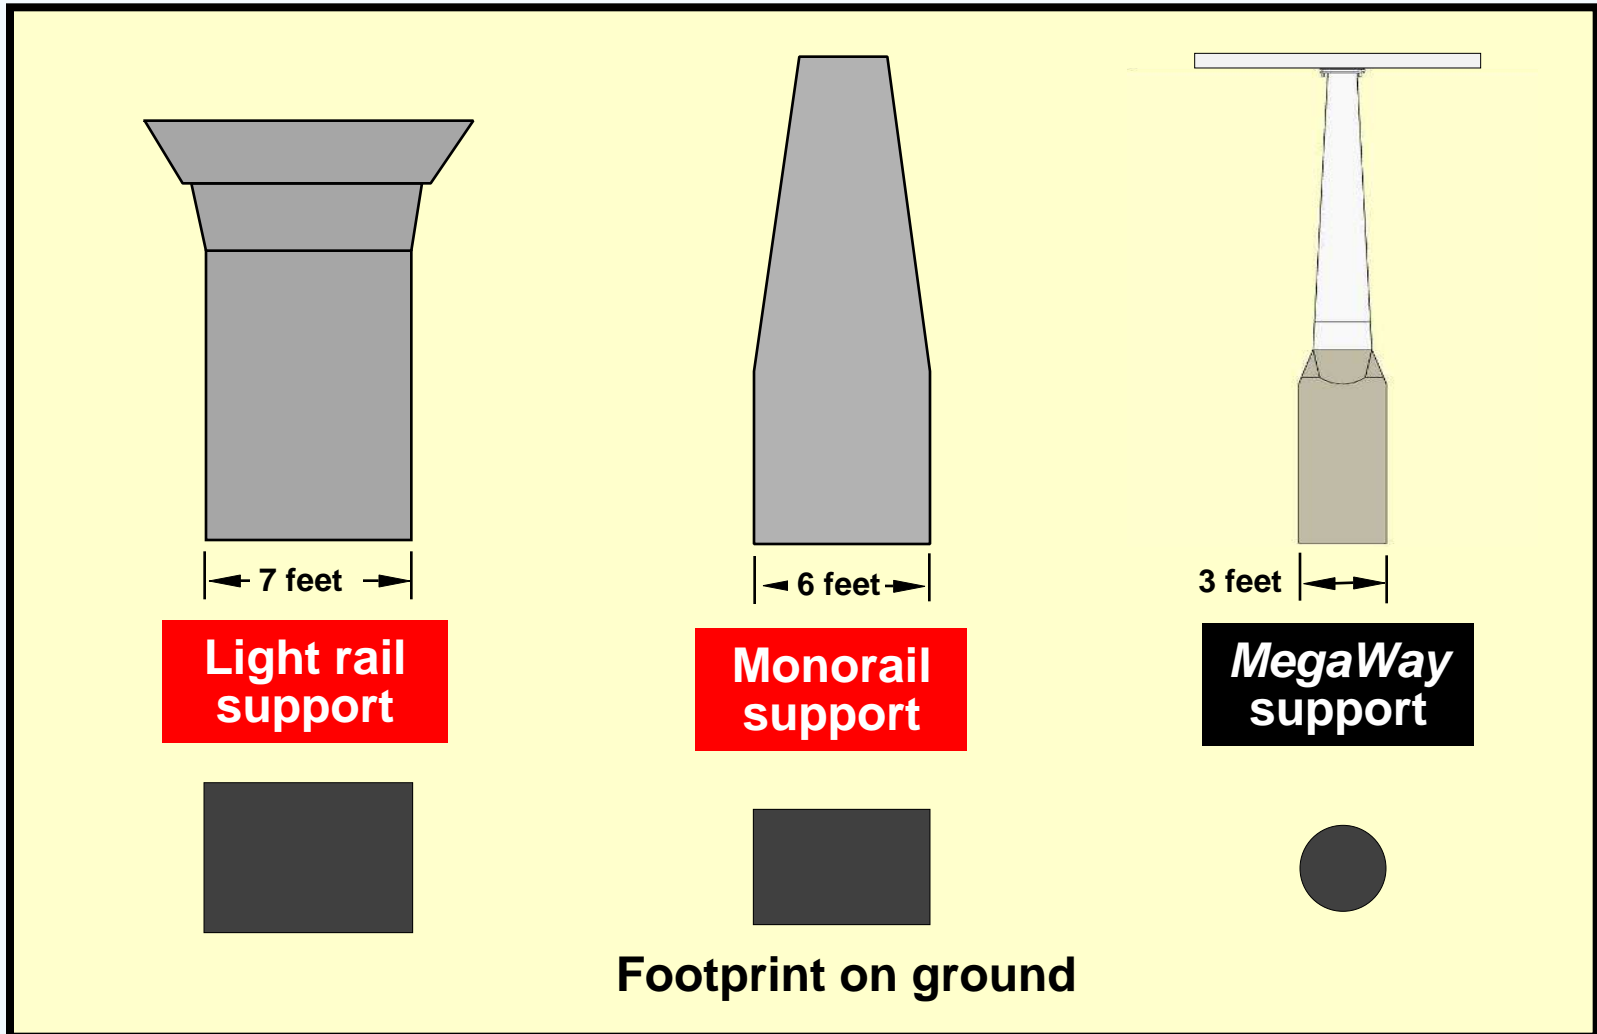 7 feet
6 feet
3 feet
Light rail
support
Monorail
support
MegaWay
support
Footprint on ground